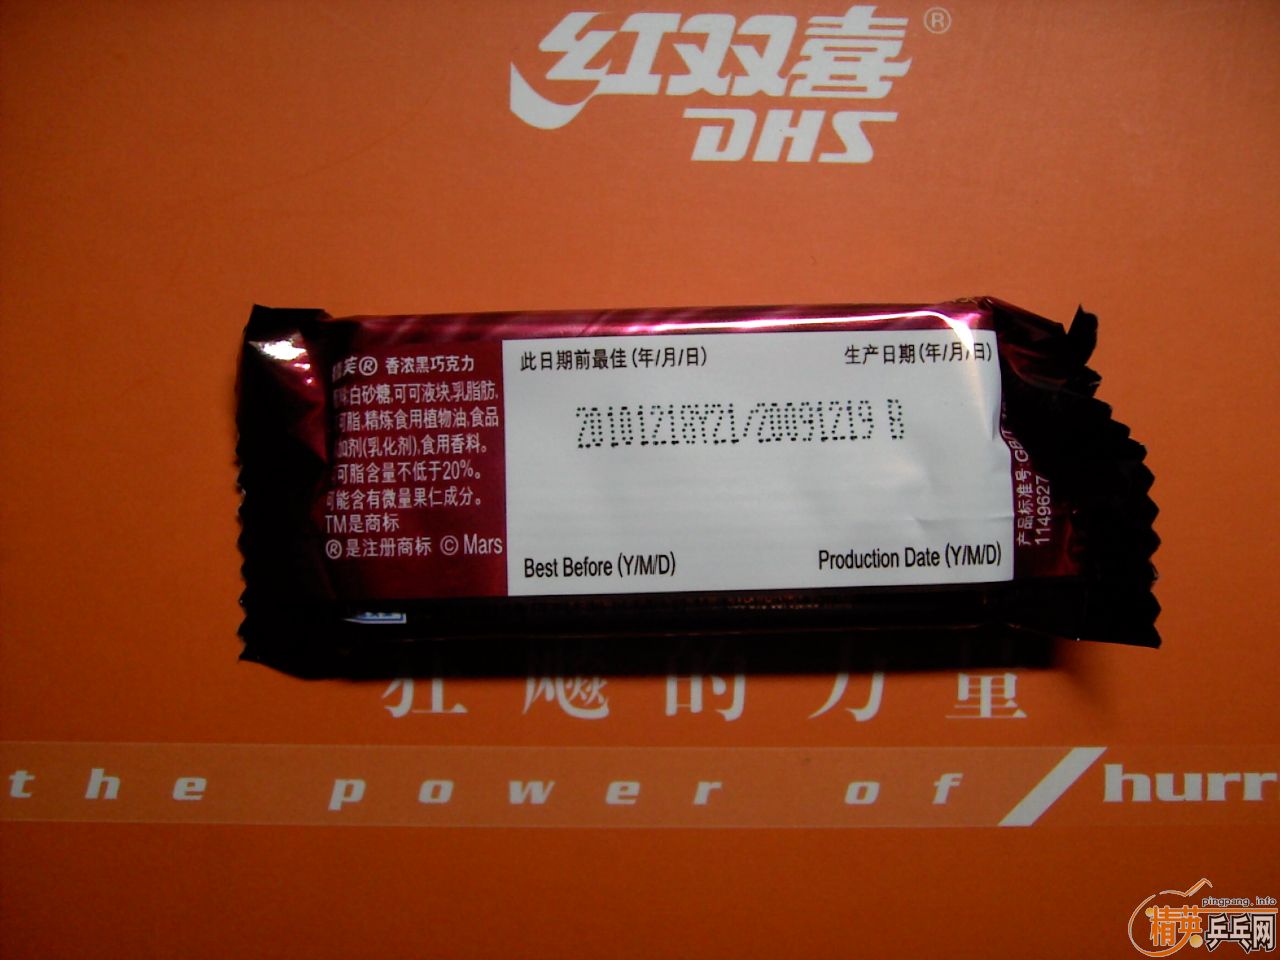 红双喜®
DHS
芙® 香浓黑巧克力
白砂糖,可可液块,乳脂肪,
可脂,精炼食用植物油,食品
加剂(乳化剂),食用香料。
可脂含量不低于20%。
可能含有微量果仁成分。
TM是商标
®是注册商标 © Mars
此日期前最佳(年/月/日)
生产日期(年/月/日)
20101218Y21/20091219 B
Best Before (Y/M/D)
Production Date (Y/M/D)
产品标准号:GB/T
1149627
狂飚的力量
the power of / hurr
pingpang.info
精英乒乓网